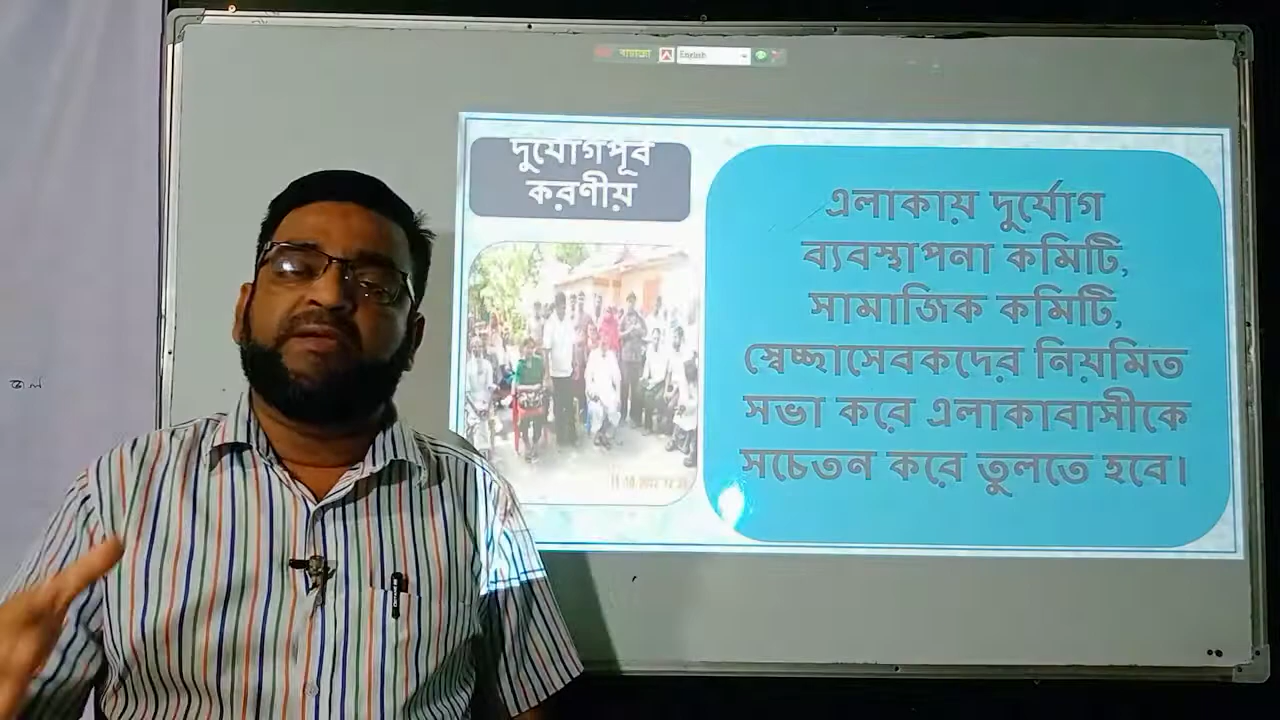 English
দুর্যোগপূর্ব
করণীয়
এলাকায় দুর্যোগ
ব্যবস্থাপনা কমিটি,
সামাজিক কমিটি,
স্বেচ্ছাসেবকদের নিয়মিত
সভা করে এলাকাবাসীকে
সচেতন করে তুলতে হবে।